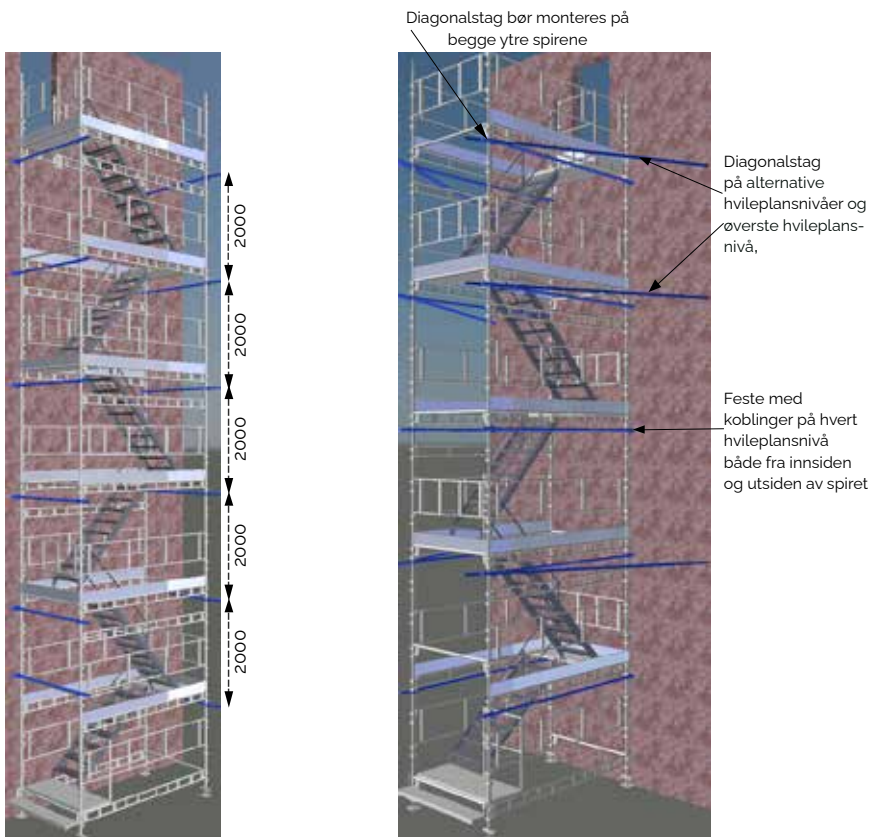 Diagonalstag bør monteres på
begge ytre spirene
2000
2000
2000
2000
2000
Diagonalstag
på alternative
hvileplansnivåer og
øverste hvileplans-
nivå,
Feste med
koblinger på hvert
hvileplansnivå
både fra innsiden
og utsiden av spiret